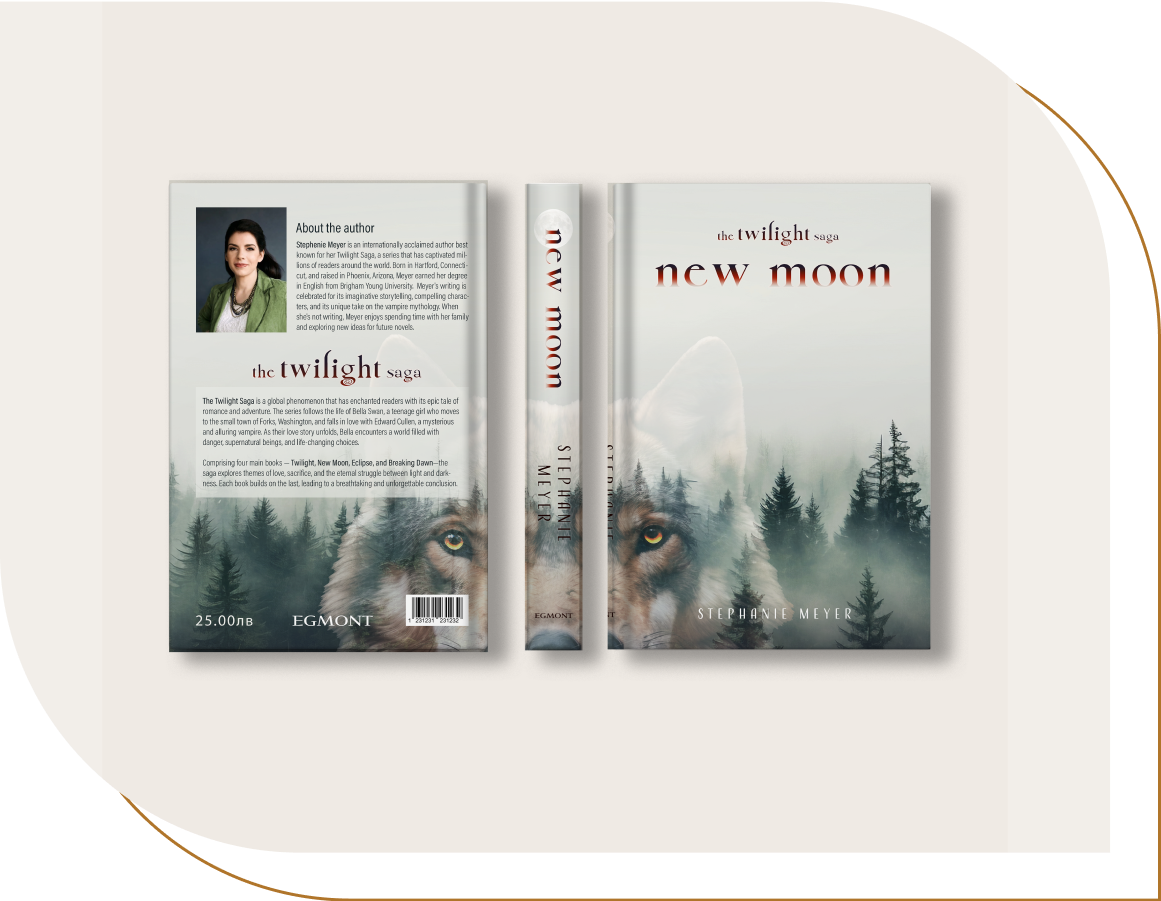 About the author
Stephenie Meyer is an internationally acclaimed author best
known for her Twilight Saga, a series that has captivated mil-
lions of readers around the world. Born in Hartford, Connecti-
cut, and raised in Phoenix, Arizona, Meyer earned her degree
in English from Brigham Young University. Meyer's writing is
celebrated for its imaginative storytelling, compelling charac-
ters, and its unique take on the vampire mythology. When
she's not writing, Meyer enjoys spending time with her family
and exploring new ideas for future novels.
the twilight saga
The Twilight Saga is a global phenomenon that has enchanted readers with its epic tale of
romance and adventure. The series follows the life of Bella Swan, a teenage girl who moves
to the small town of Forks, Washington, and falls in love with Edward Cullen, a mysterious
and alluring vampire. As their love story unfolds, Bella encounters a world filled with
danger, supernatural beings, and life-changing choices.
Comprising four main books — Twilight, New Moon, Eclipse, and Breaking Dawn—the
saga explores themes of love, sacrifice, and the eternal struggle between light and dark-
ness. Each book builds on the last, leading to a breathtaking and unforgettable conclusion.
25.00лв
EGMONT
1 231231 231232
new moon
STEPHANIE
MEYER
EGMONT
STEPHANIE
NT
the twilight saga
new moon
STEPHANIE MEYER